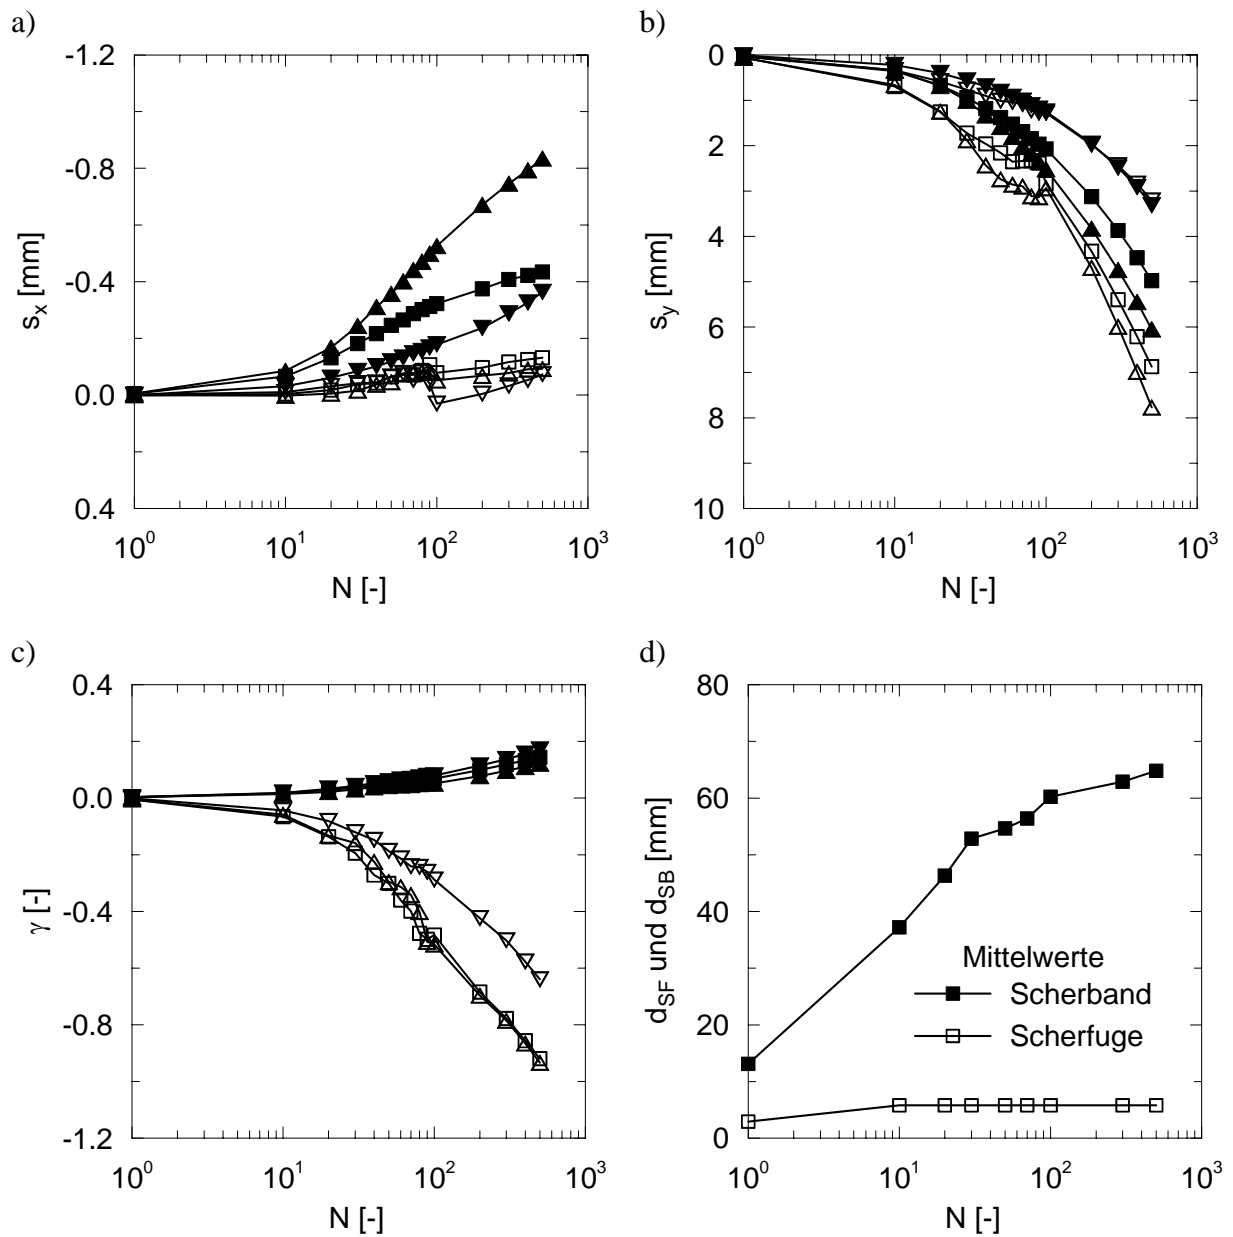 a)
-1.2
-0.8
-0.4
0.0
0.4
s_x [mm]
10^0 10^1 10^2 10^3
N [-]
b)
0
2
4
6
8
10
s_y [mm]
10^0 10^1 10^2 10^3
N [-]
c)
0.4
0.0
-0.4
-0.8
-1.2
γ [-]
10^0 10^1 10^2 10^3
N [-]
d)
80
60
40
20
0
d_SF und d_SB [mm]
Mittelwerte
Scherband
Scherfuge
10^0 10^1 10^2 10^3
N [-]